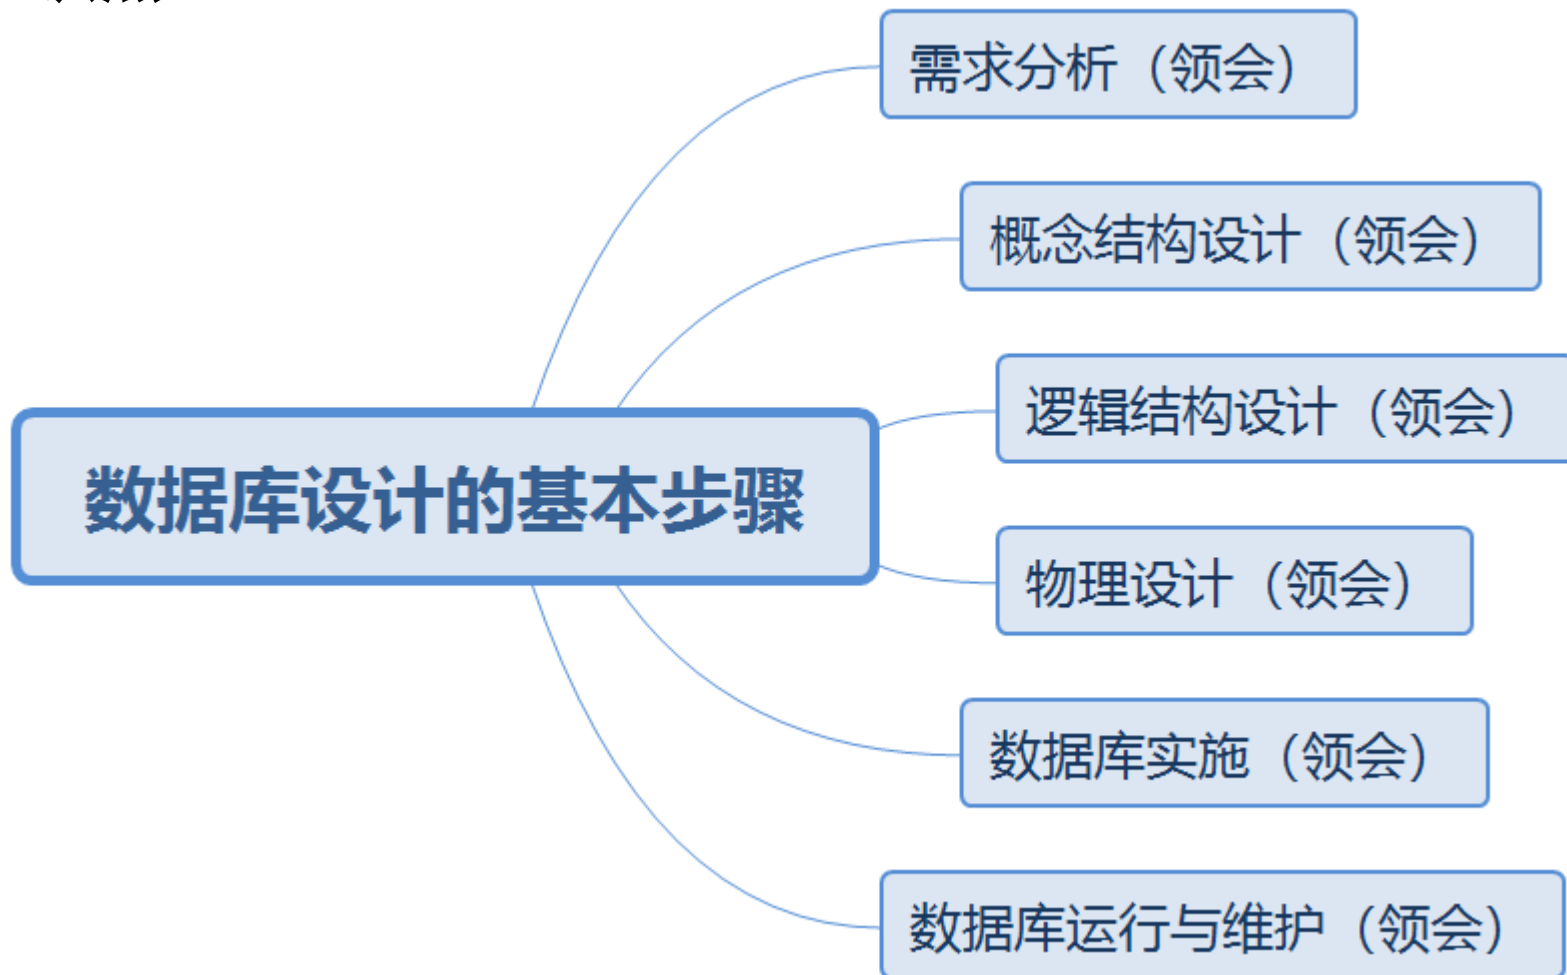 需求分析（领会）
概念结构设计（领会）
逻辑结构设计（领会）
数据库设计的基本步骤
物理设计（领会）
数据库实施（领会）
数据库运行与维护（领会）